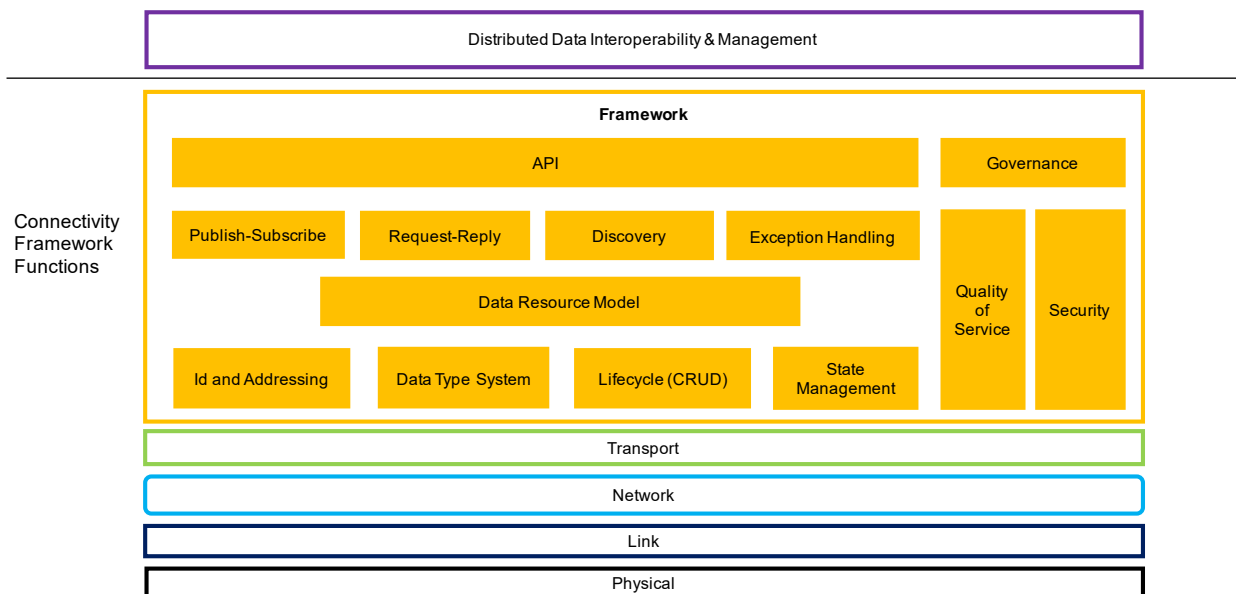 Distributed Data Interoperability & Management
Framework
API
Governance
Connectivity
Framework
Functions
Publish-Subscribe
Request-Reply
Discovery
Exception Handling
Data Resource Model
Quality
of
Service
Security
Id and Addressing
Data Type System
Lifecycle (CRUD)
State
Management
Transport
Network
Link
Physical